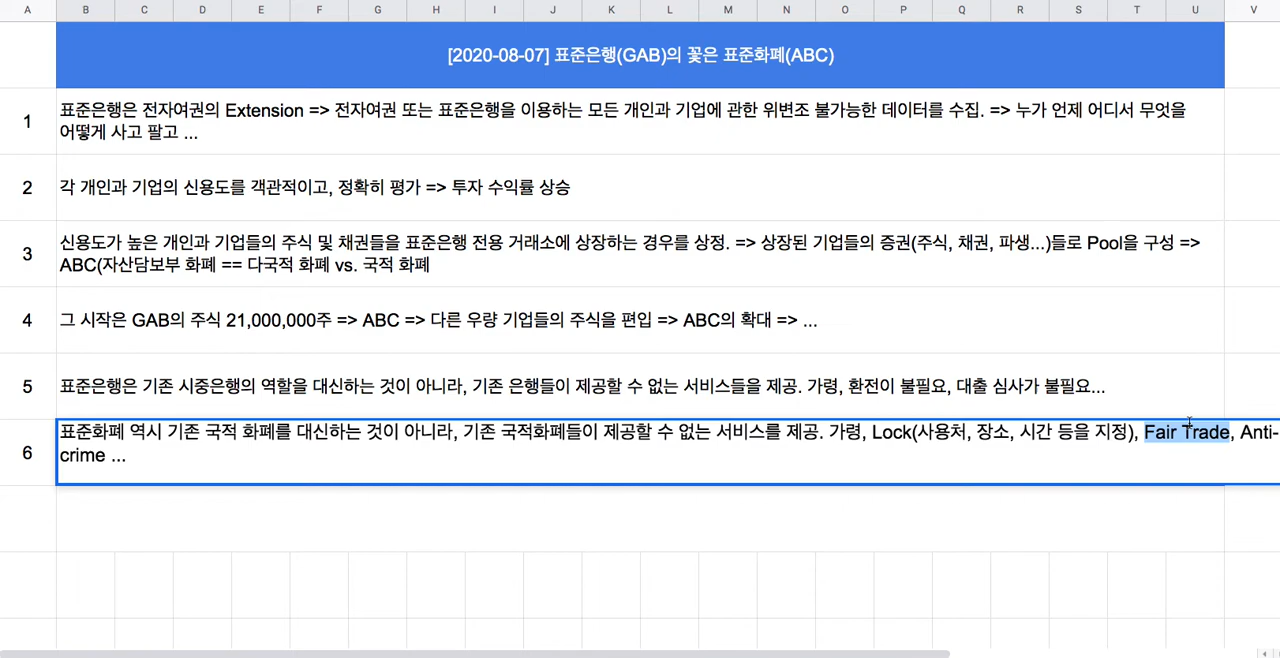 A B C D E F G H I J K L M N O P Q R S T U V
[2020-08-07] 표준은행(GAB)의 꽃은 표준화폐(ABC)
1 표준은행은 전자여권의 Extension => 전자여권 또는 표준은행을 이용하는 모든 개인과 기업에 관한 위변조 불가능한 데이터를 수집. => 누가 언제 어디서 무엇을
어떻게 사고 팔고 ...
2 각 개인과 기업의 신용도를 객관적이고, 정확히 평가 => 투자 수익률 상승
3 신용도가 높은 개인과 기업들의 주식 및 채권들을 표준은행 전용 거래소에 상장하는 경우를 상정. => 상장된 기업들의 증권(주식, 채권, 파생...)들로 Pool을 구성 =>
ABC(자산담보부 화폐 == 다국적 화폐 vs. 국적 화폐
4 그 시작은 GAB의 주식 21,000,000주 => ABC => 다른 우량 기업들의 주식을 편입 => ABC의 확대 => ...
5 표준은행은 기존 시중은행의 역할을 대신하는 것이 아니라, 기존 은행들이 제공할 수 없는 서비스들을 제공. 가령, 환전이 불필요, 대출 심사가 불필요...
6 표준화폐 역시 기존 국적 화폐를 대신하는 것이 아니라, 기존 국적화폐들이 제공할 수 없는 서비스를 제공. 가령, Lock(사용처, 장소, 시간 등을 지정), Fair Trade, Anti-
crime ...